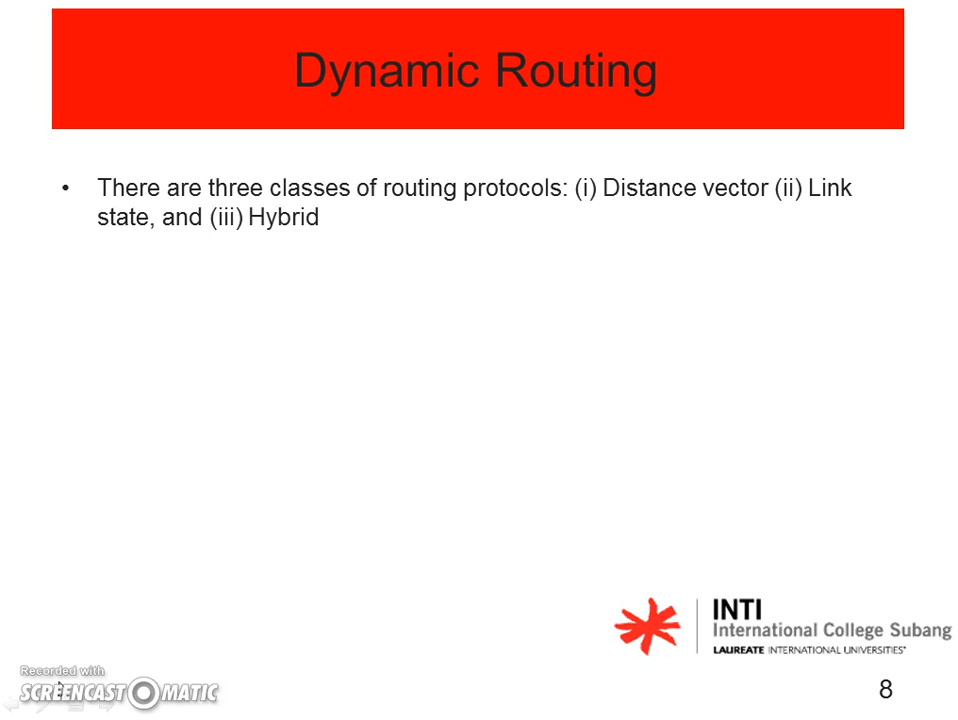 Dynamic Routing
• There are three classes of routing protocols: (i) Distance vector (ii) Link
state, and (iii) Hybrid
INTI
International College Subang
LAUREATE INTERNATIONAL UNIVERSITIES
Recorded with
SCREENCAST MATIC
8